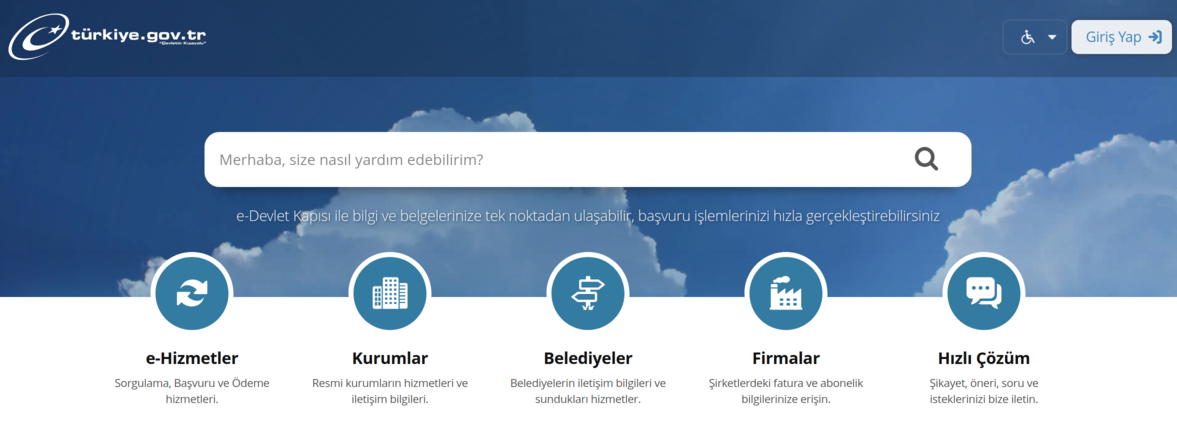 türkiye.gov.tr
"Devletin Kısayolu"
Giriş Yap
Merhaba, size nasıl yardım edebilirim?
e-Devlet Kapısı ile bilgi ve belgelerinize tek noktadan ulaşabilir, başvuru işlemlerinizi hızla gerçekleştirebilirsiniz
e-Hizmetler
Sorgulama, Başvuru ve Ödeme
hizmetleri.
Kurumlar
Resmi kurumların hizmetleri ve
iletişim bilgileri.
Belediyeler
Belediyelerin iletişim bilgileri ve
sundukları hizmetler.
Firmalar
Şirketlerdeki fatura ve abonelik
bilgilerinize erişin.
Hızlı Çözüm
Şikayet, öneri, soru ve
isteklerinizi bize iletin.